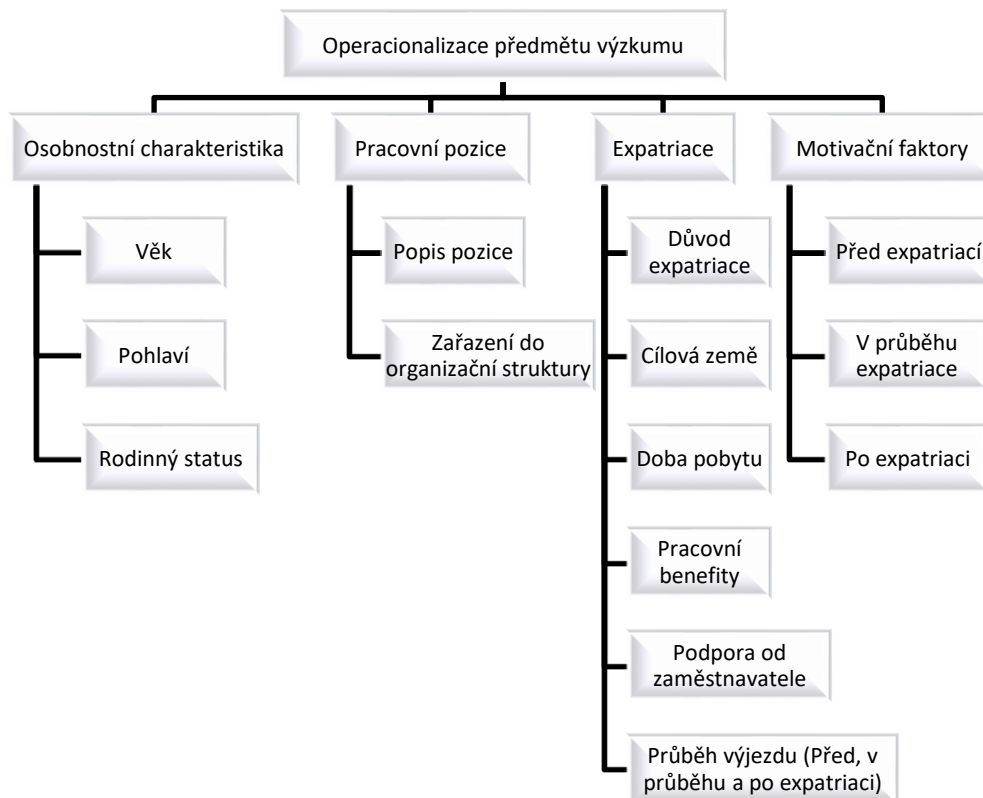 Operacionalizace předmětu výzkumu
Osobnostní charakteristika
Věk
Pohlaví
Rodinný status
Pracovní pozice
Popis pozice
Zařazení do
organizační struktury
Expatriace
Důvod
expatriace
Cílová země
Doba pobytu
Pracovní
benefity
Podpora od
zaměstnavatele
Průběh výjezdu (Před, v
průběhu a po expatriaci)
Motivační faktory
Před expatriací
V průběhu
expatriace
Po expatriaci